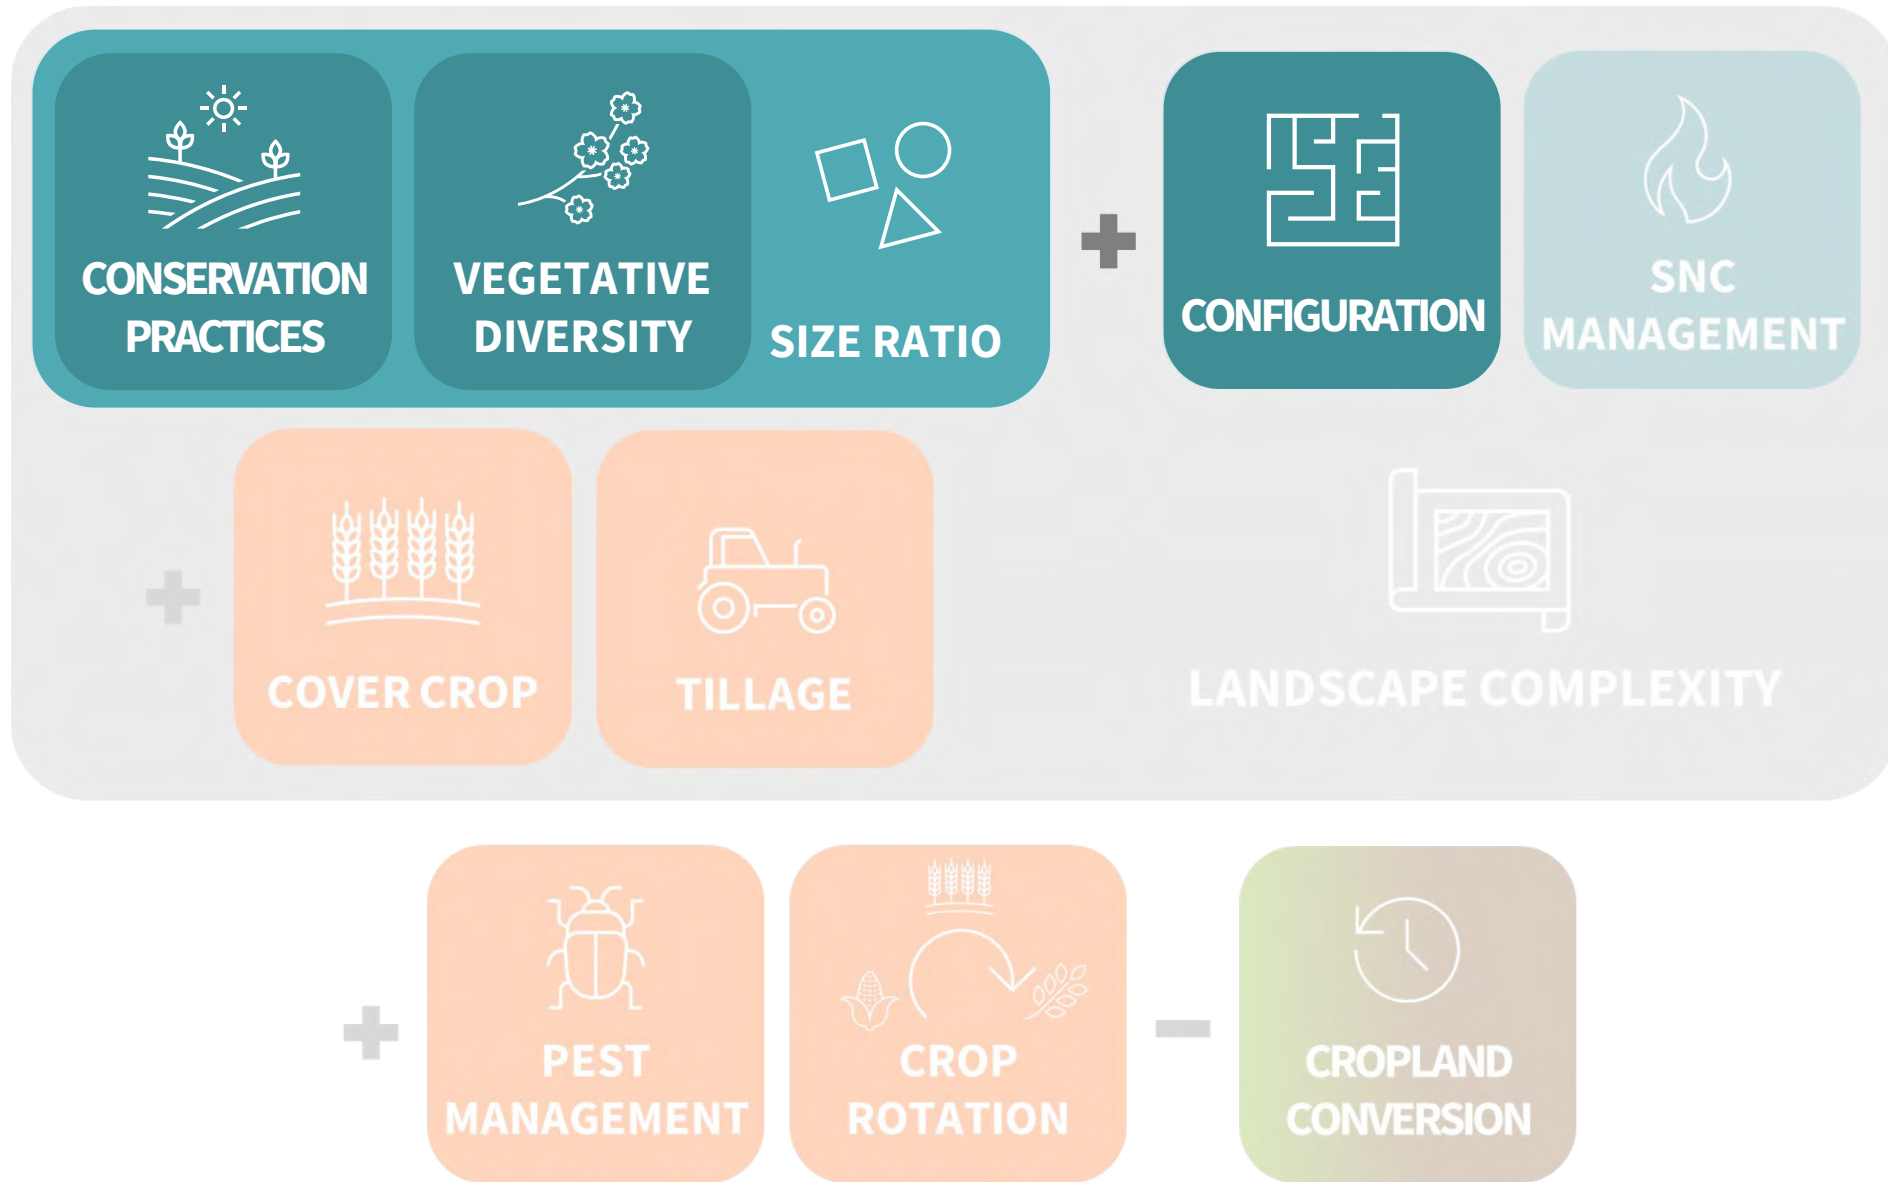 CONSERVATION
PRACTICES
VEGETATIVE
DIVERSITY
SIZE RATIO
+
CONFIGURATION
SNC
MANAGEMENT
+
COVER CROP
TILLAGE
LANDSCAPE COMPLEXITY
+
PEST
MANAGEMENT
CROP
ROTATION
−
CROPLAND
CONVERSION